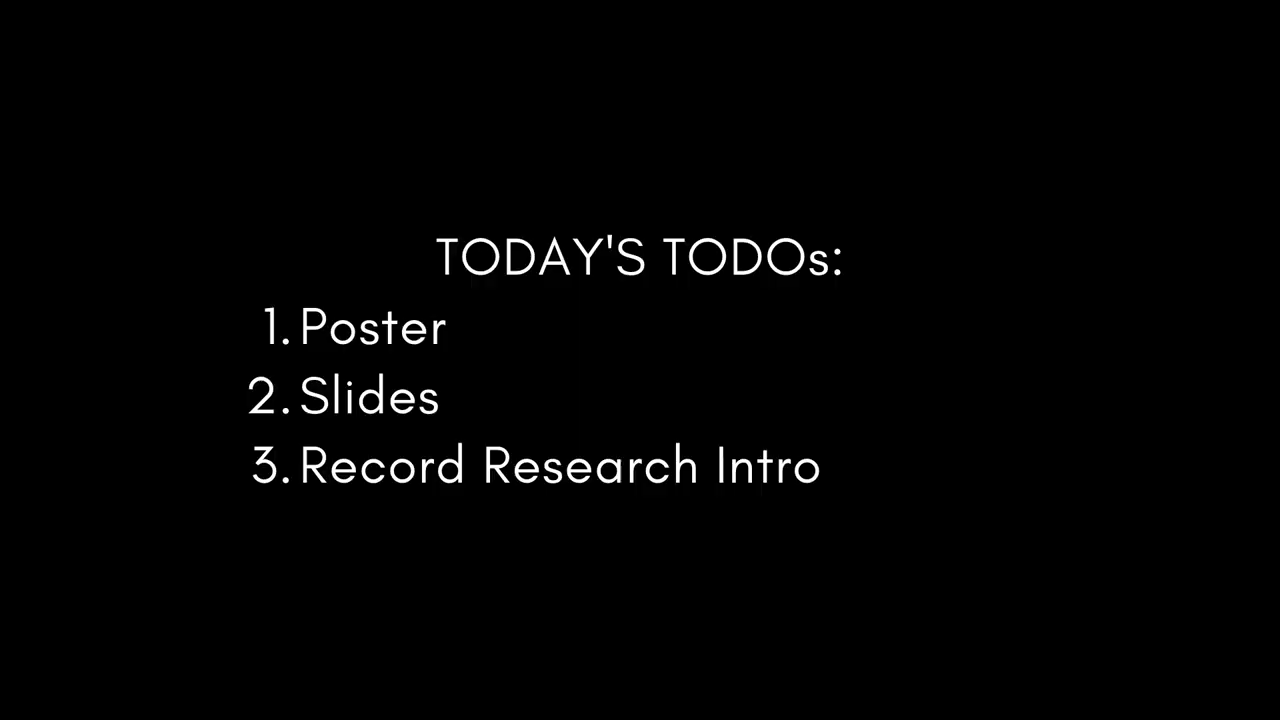 TODAY'S TODOs:
1. Poster
2. Slides
3. Record Research Intro